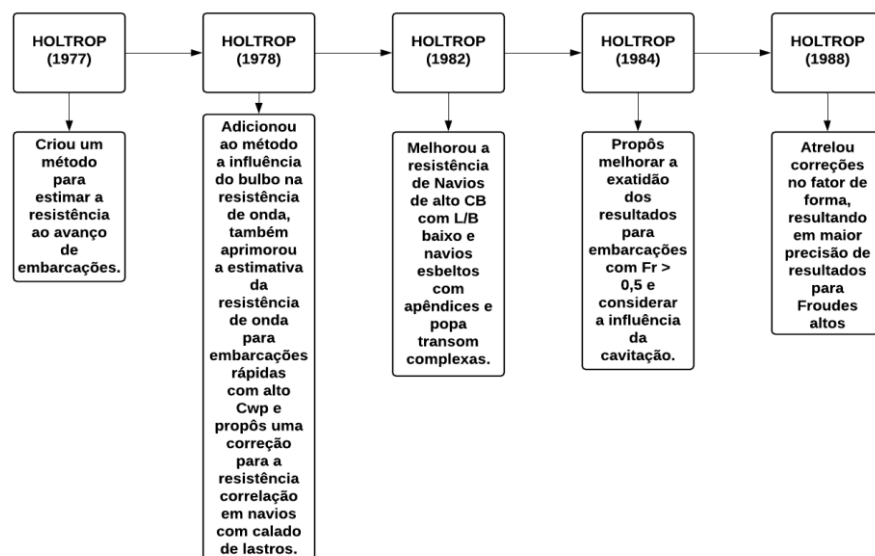 HOLTROP
(1977)
HOLTROP
(1978)
HOLTROP
(1982)
HOLTROP
(1984)
HOLTROP
(1988)
Criou um
método
para
estimar a
resistência
ao avanço
de
embarcações.
Adicionou
ao método
a influência
do bulbo na
resistência
de onda,
também
aprimorou
a estimativa
da
resistência
de onda
para
embarcações
rápidas
com alto
Cwp e
propôs uma
correção
para a
resistência
correlação
em navios
com calado
de lastros.
Melhorou a
resistência
de Navios
de alto CB
com L/B
baixo e
navios
esbeltos
com
apêndices e
popa
transom
complexas.
Propôs
melhorar a
exatidão
dos
resultados
para
embarcações
com Fr >
0,5 e
considerar
a influência
da
cavitação.
Atrelou
correções
no fator de
forma,
resultando
em maior
precisão de
resultados
para
Froudes
altos